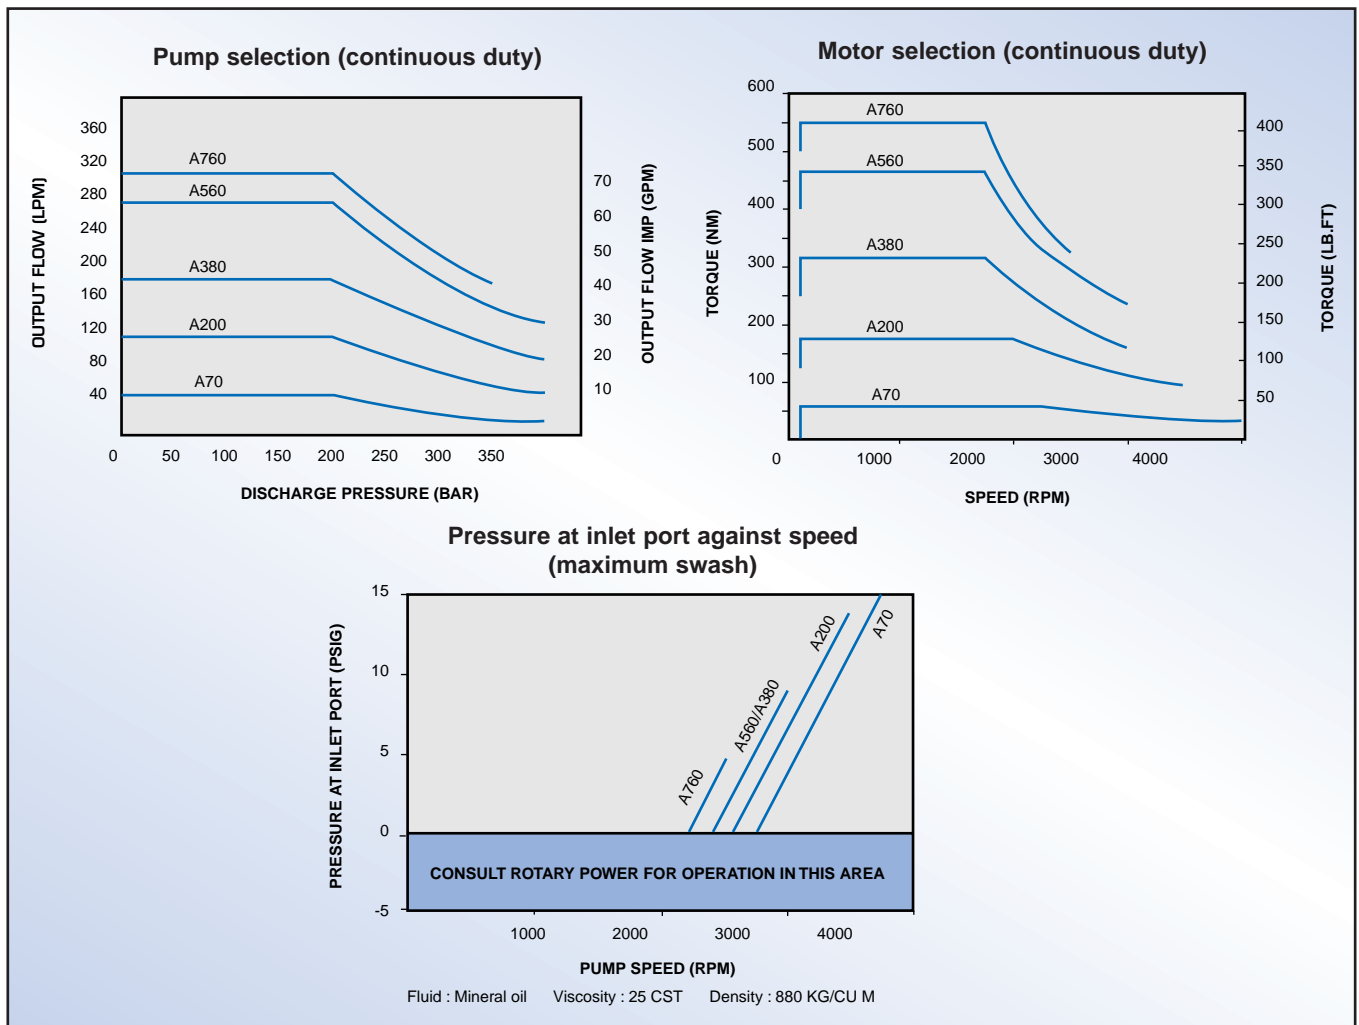 Pump selection (continuous duty)
OUTPUT FLOW (LPM)
360
320
280
240
200
160
120
80
40
A760
A560
A380
A200
A70
70
60
50
40
30
20
10
OUTPUT FLOW IMP (GPM)
0 50 100 150 200 250 300 350
DISCHARGE PRESSURE (BAR)
Motor selection (continuous duty)
TORQUE (NM)
600
500
400
300
200
100
A760
A560
A380
A200
A70
400
350
300
250
200
150
100
50
TORQUE (LB.FT)
0 1000 2000 3000 4000
SPEED (RPM)
Pressure at inlet port against speed
(maximum swash)
PRESSURE AT INLET PORT (PSIG)
15
10
5
0
-5
A760
A560/A380
A200
A70
CONSULT ROTARY POWER FOR OPERATION IN THIS AREA
1000 2000 3000 4000
PUMP SPEED (RPM)
Fluid : Mineral oil Viscosity : 25 CST Density : 880 KG/CU M